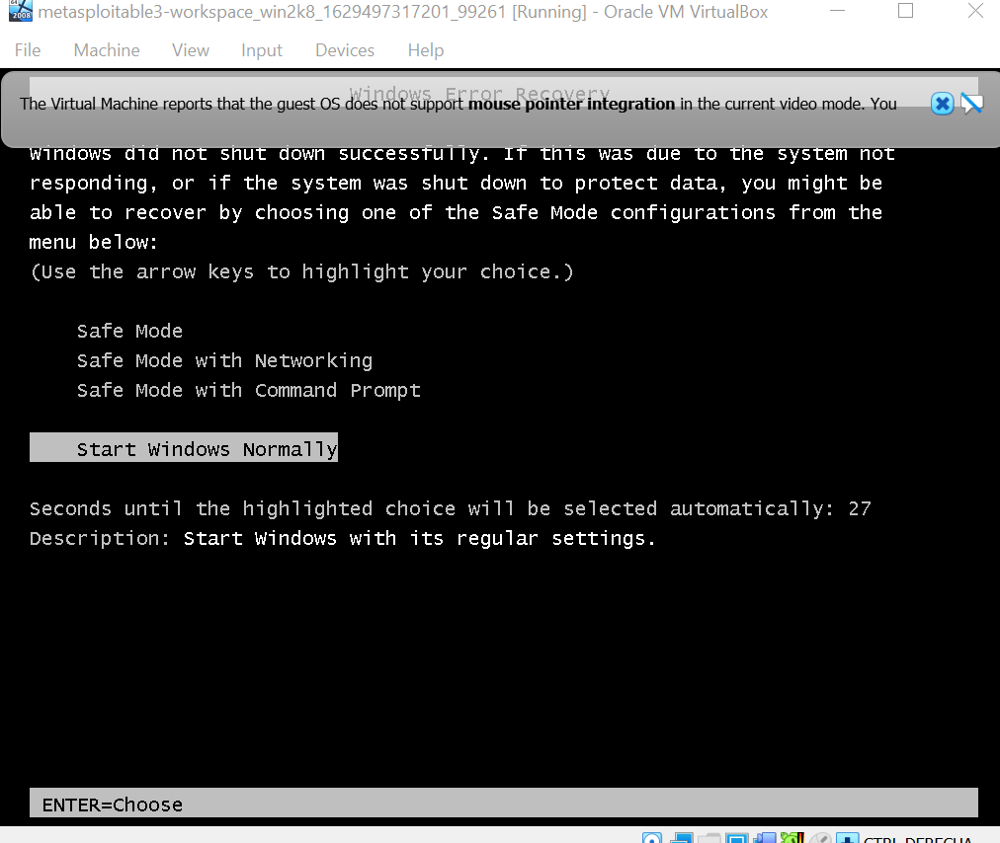 metasploitable3-workspace_win2k8_1629497317201_99261 [Running] - Oracle VM VirtualBox
File Machine View Input Devices Help
Windows Error Recovery
The Virtual Machine reports that the guest OS does not support mouse pointer integration in the current video mode. You
Windows did not shut down successfully. If this was due to the system not
responding, or if the system was shut down to protect data, you might be
able to recover by choosing one of the Safe Mode configurations from the
menu below:
(Use the arrow keys to highlight your choice.)
Safe Mode
Safe Mode with Networking
Safe Mode with Command Prompt
Start Windows Normally
Seconds until the highlighted choice will be selected automatically: 27
Description: Start Windows with its regular settings.
ENTER=Choose
CTRL DERECHA